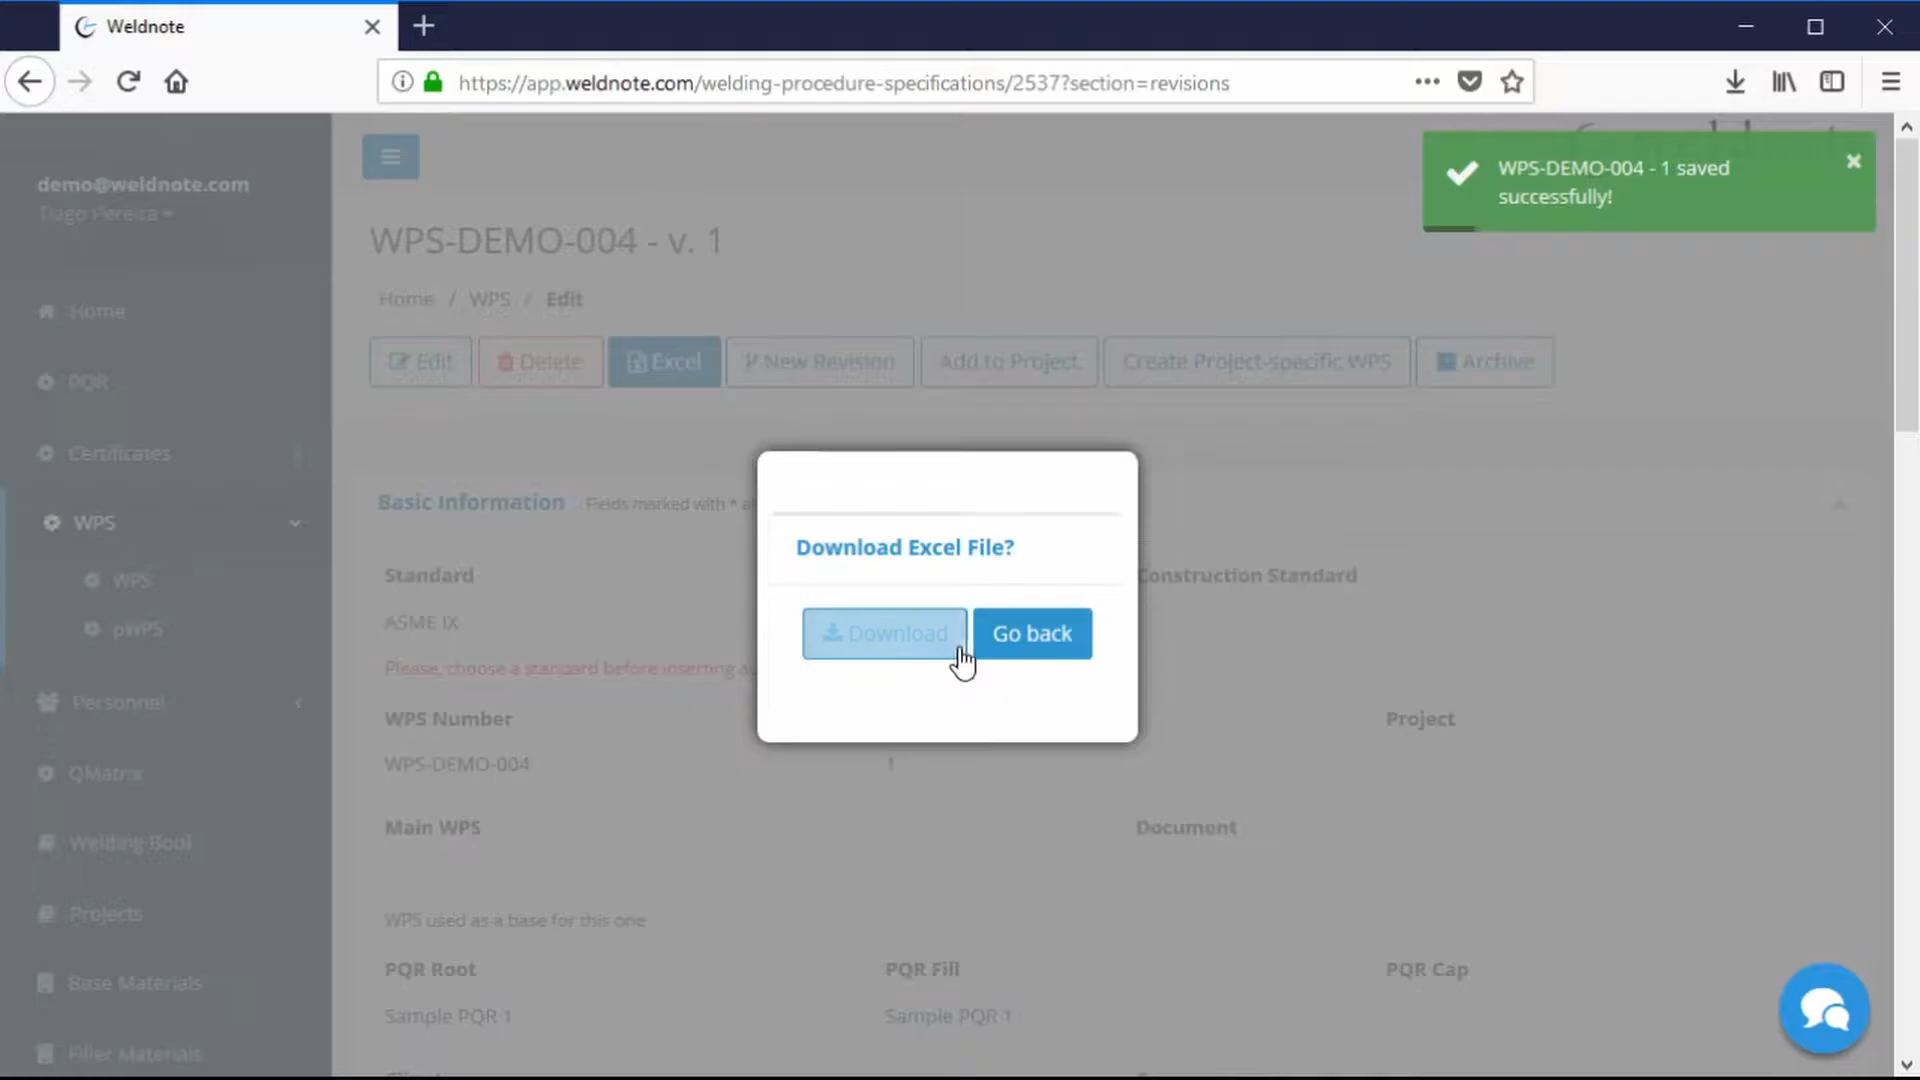 Weldnote
https://app.weldnote.com/welding-procedure-specifications/2537?section=revisions
demo@weldnote.com
Tiago Pereira
WPS-DEMO-004 - 1 saved
successfully!
WPS-DEMO-004 - v. 1
Home / WPS / Edit
Edit
Delete
Excel
New Revision
Add to Project
Create Project-specific WPS
Archive
Home
PQR
Certificates
WPS
WPS
pWPS
Personnel
QMatrix
Welding Book
Projects
Base Materials
Filler Materials
Basic Information
Fields marked with *
Download Excel File?
Download
Go back
Standard
Construction Standard
ASME IX
Please, choose a standard before inserting
WPS Number
Project
WPS-DEMO-004
1
Main WPS
Document
WPS used as a base for this one
PQR Root
PQR Fill
PQR Cap
Sample PQR 1
Sample PQR 1